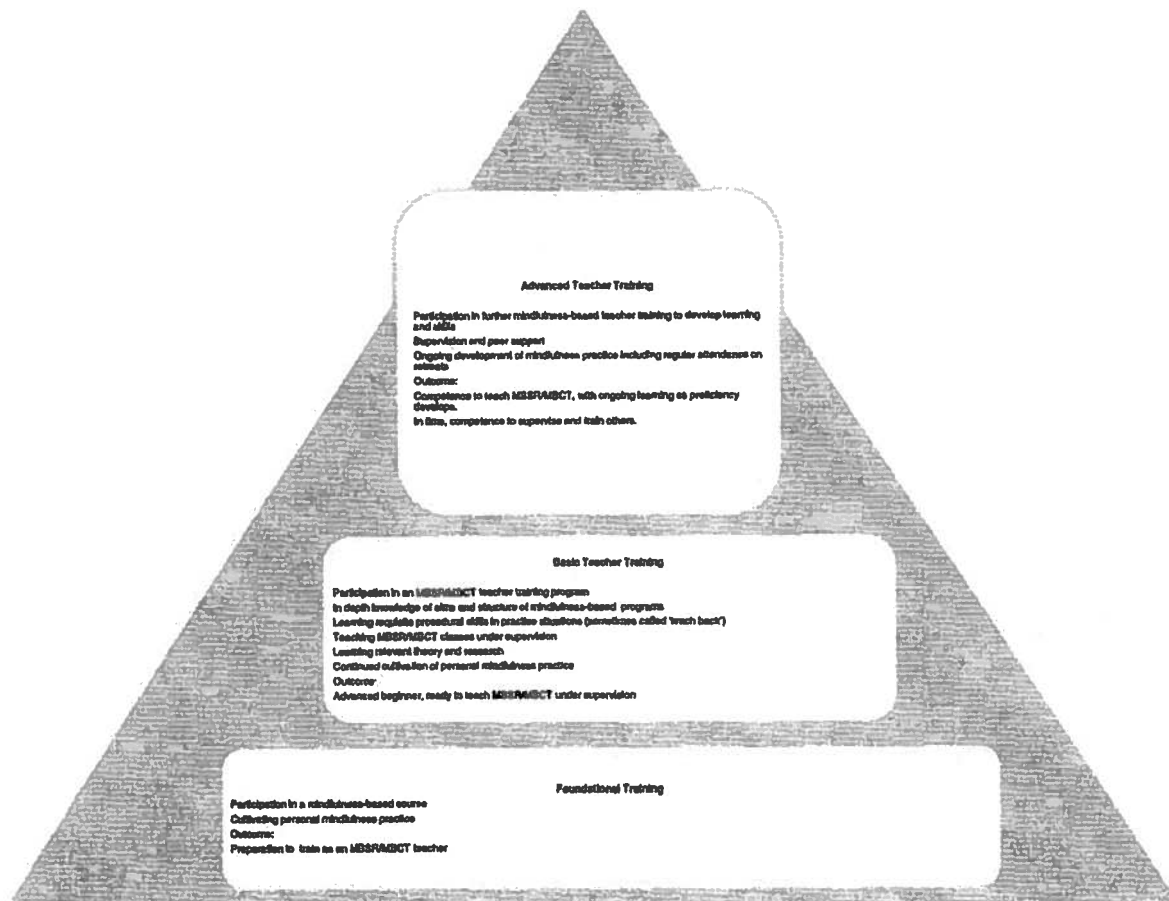 Advanced Teacher Training
Participation in further mindfulness-based teacher training to develop learning
and skills
Supervision and peer support
Ongoing development of mindfulness practice including regular attendance on
retreats
Outcome:
Competence to teach MBSR/MBCT, with ongoing learning as proficiency
develops.
In time, competence to supervise and train others.
Basic Teacher Training
Participation in an MBSR/MBCT teacher training program
In depth knowledge of aims and structure of mindfulness-based programs
Learning requisite procedural skills in practice situations (sometimes called 'teach back')
Teaching MBSR/MBCT classes under supervision
Learning relevant theory and research
Continued cultivation of personal mindfulness practice
Outcome:
Advanced beginner, ready to teach MBSR/MBCT under supervision
Foundational Training
Participation in a mindfulness-based course
Cultivating personal mindfulness practice
Outcome:
Preparation to train as an MBSR/MBCT teacher